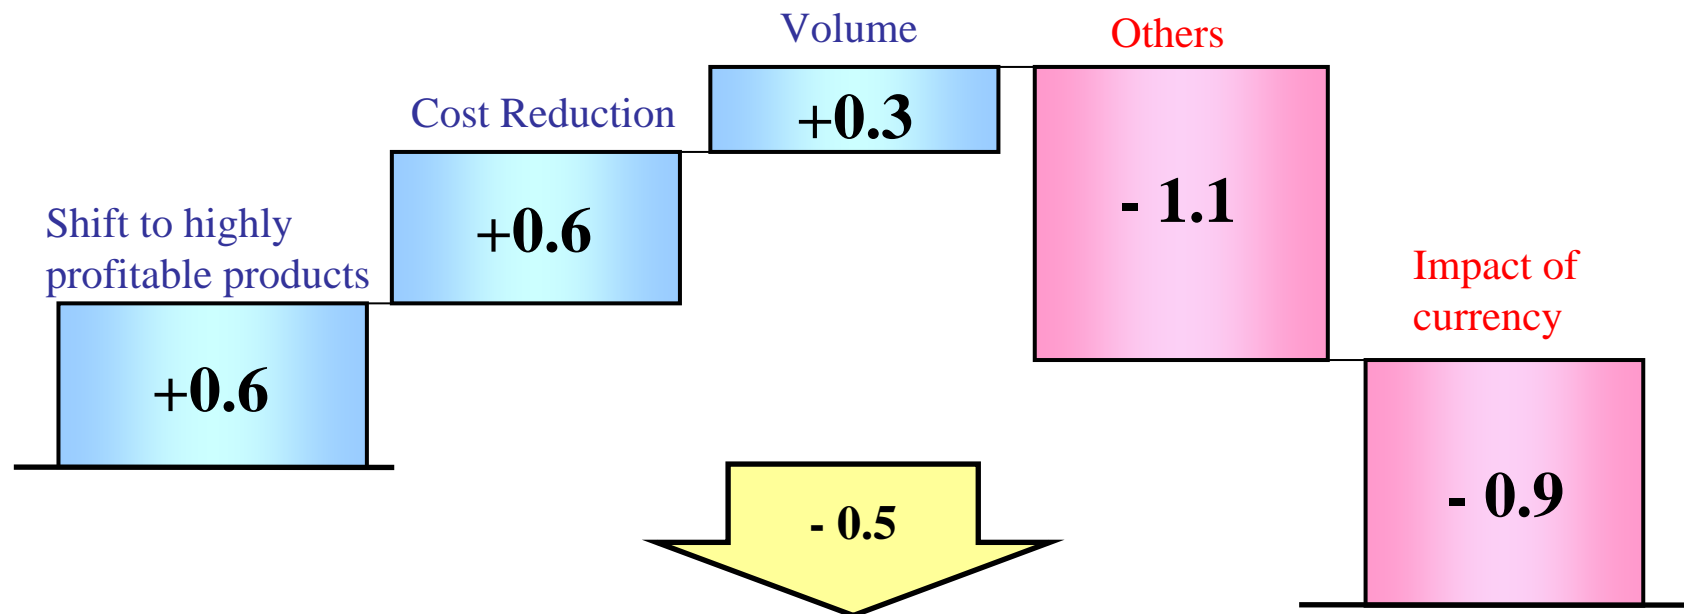 Shift to highly
profitable products
+0.6
Cost Reduction
+0.6
Volume
+0.3
Others
- 1.1
Impact of
currency
- 0.9
- 0.5